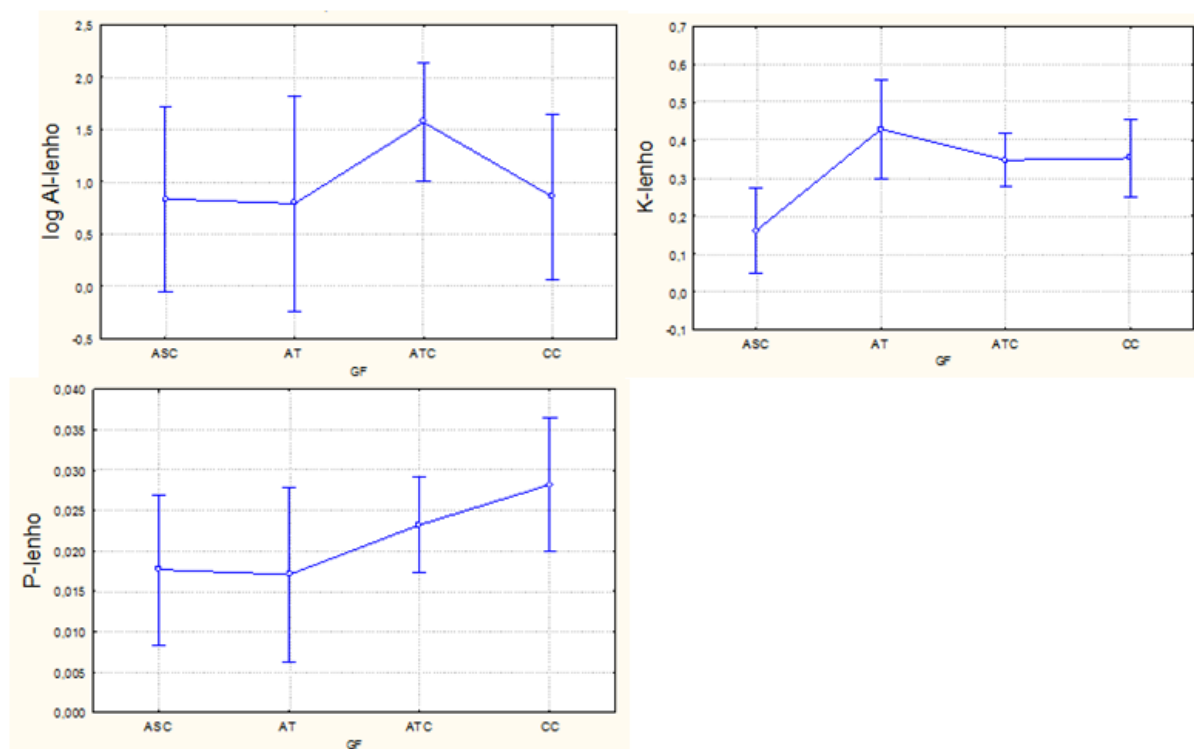 log Al-lenho
2,5
2,0
1,5
1,0
0,5
0,0
-0,5
ASC AT ATC CC
GF
K-lenho
0,7
0,6
0,5
0,4
0,3
0,2
0,1
0,0
-0,1
ASC AT ATC CC
GF
P-lenho
0,040
0,035
0,030
0,025
0,020
0,015
0,010
0,005
0,000
ASC AT ATC CC
GF